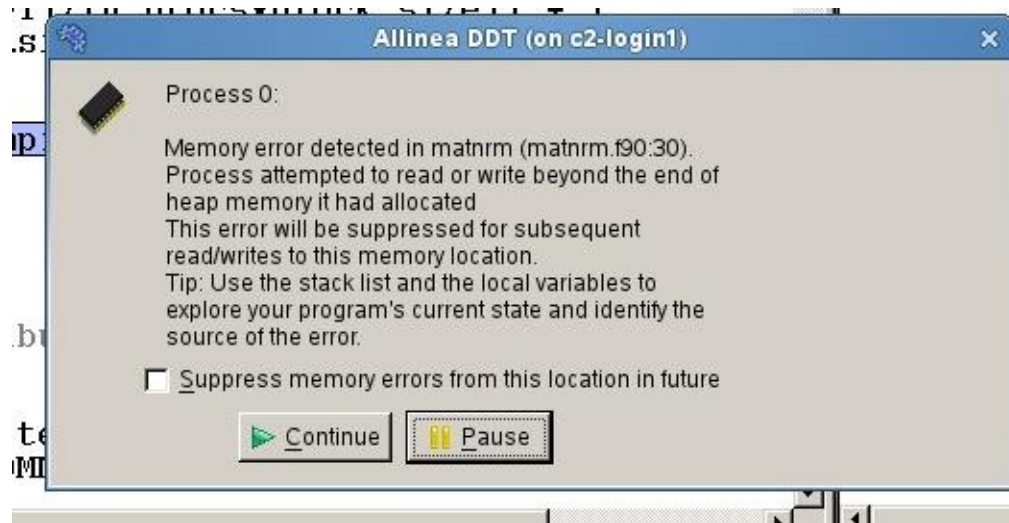 Allinea DDT (on c2-login1)
Process 0:
Memory error detected in matnrm (matnrm.f90:30).
Process attempted to read or write beyond the end of
heap memory it had allocated
This error will be suppressed for subsequent
read/writes to this memory location.
Tip: Use the stack list and the local variables to
explore your program's current state and identify the
source of the error.
Suppress memory errors from this location in future
Continue Pause